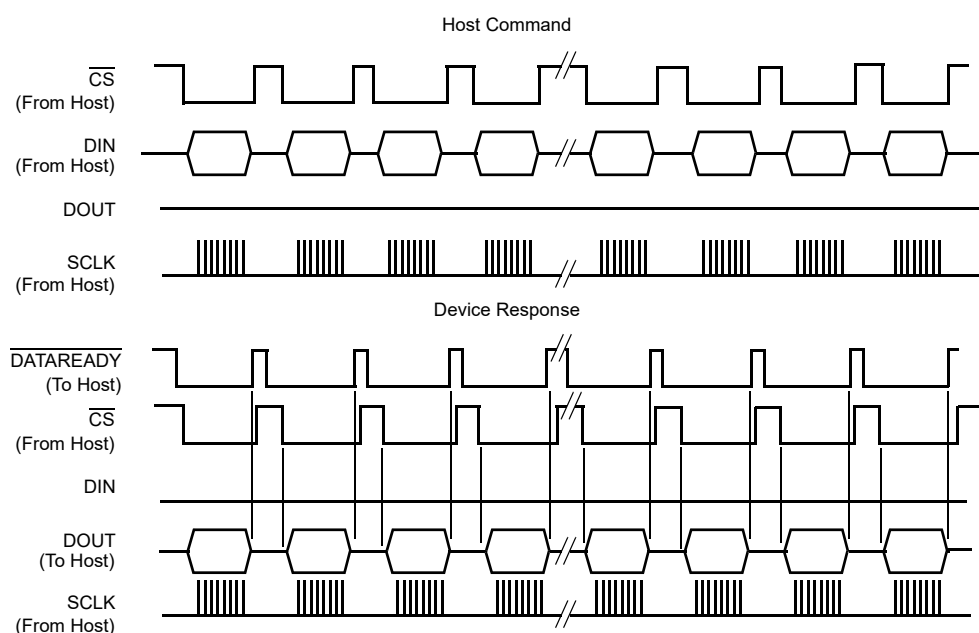 Host Command
CS
(From Host)
DIN
(From Host)
DOUT
SCLK
(From Host)
Device Response
DATAREADY
(To Host)
CS
(From Host)
DIN
DOUT
(To Host)
SCLK
(From Host)